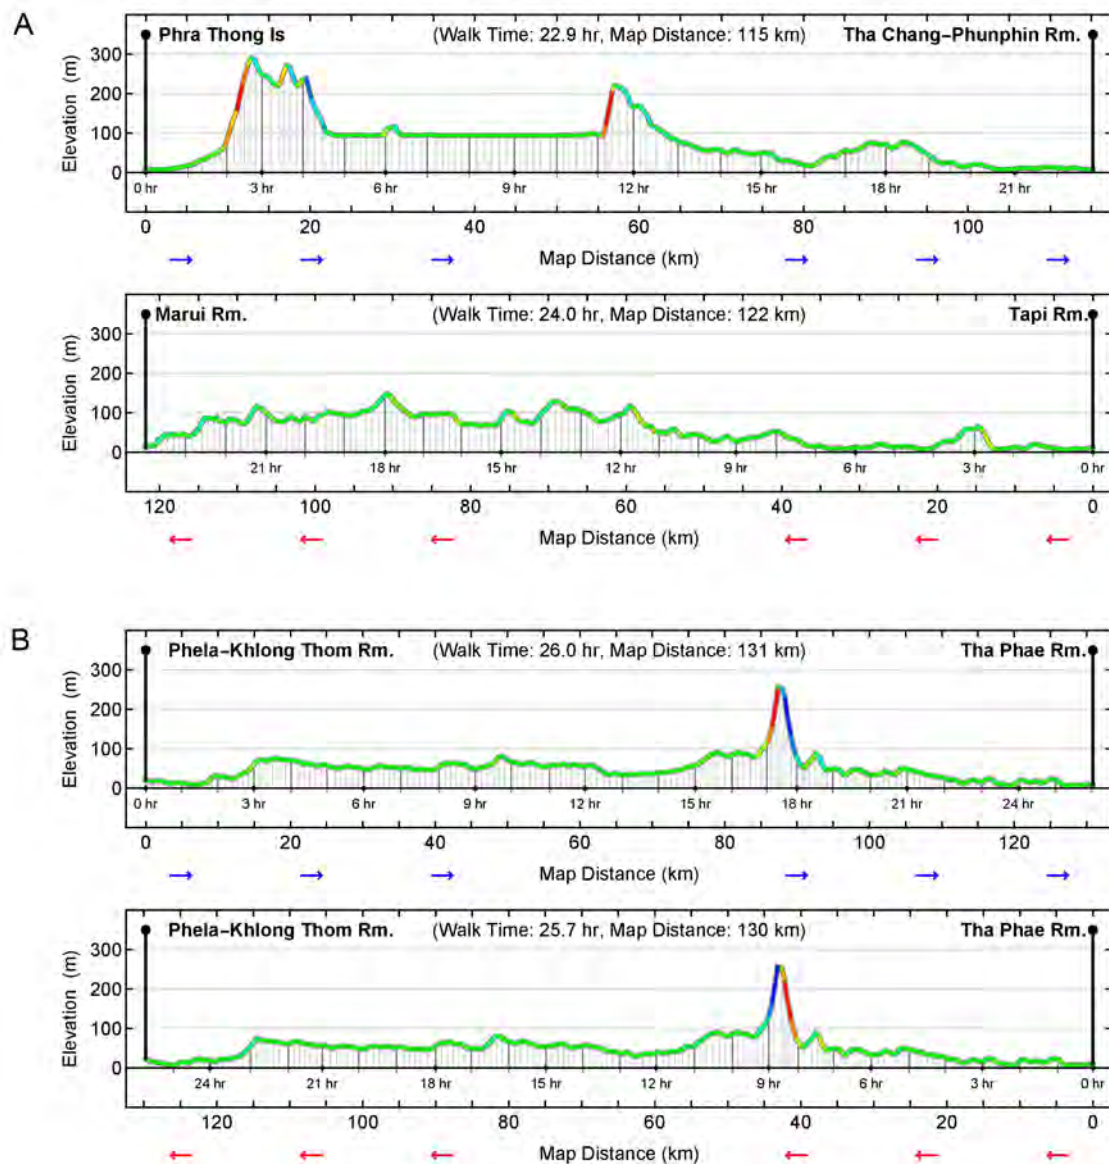 A
Phra Thong Is (Walk Time: 22.9 hr, Map Distance: 115 km) Tha Chang–Phunphin Rm.
Elevation (m)
300
200
100
0
0 hr 3 hr 6 hr 9 hr 12 hr 15 hr 18 hr 21 hr
0 20 40 60 80 100
Map Distance (km)
Marui Rm. (Walk Time: 24.0 hr, Map Distance: 122 km) Tapi Rm.
Elevation (m)
300
200
100
0
21 hr 18 hr 15 hr 12 hr 9 hr 6 hr 3 hr 0 hr
120 100 80 60 40 20 0
Map Distance (km)
B
Phela–Khlong Thom Rm. (Walk Time: 26.0 hr, Map Distance: 131 km) Tha Phae Rm.
Elevation (m)
300
200
100
0
0 hr 3 hr 6 hr 9 hr 12 hr 15 hr 18 hr 21 hr 24 hr
0 20 40 60 80 100 120
Map Distance (km)
Phela–Khlong Thom Rm. (Walk Time: 25.7 hr, Map Distance: 130 km) Tha Phae Rm.
Elevation (m)
300
200
100
0
24 hr 21 hr 18 hr 15 hr 12 hr 9 hr 6 hr 3 hr 0 hr
120 100 80 60 40 20 0
Map Distance (km)